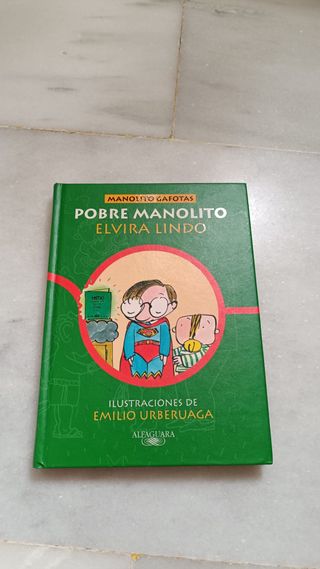 MANOLITO GAFOTAS
POBRE MANOLITO
ELVIRA LINDO
ILUSTRACIONES DE
EMILIO URBERUAGA
ALFAGUARA